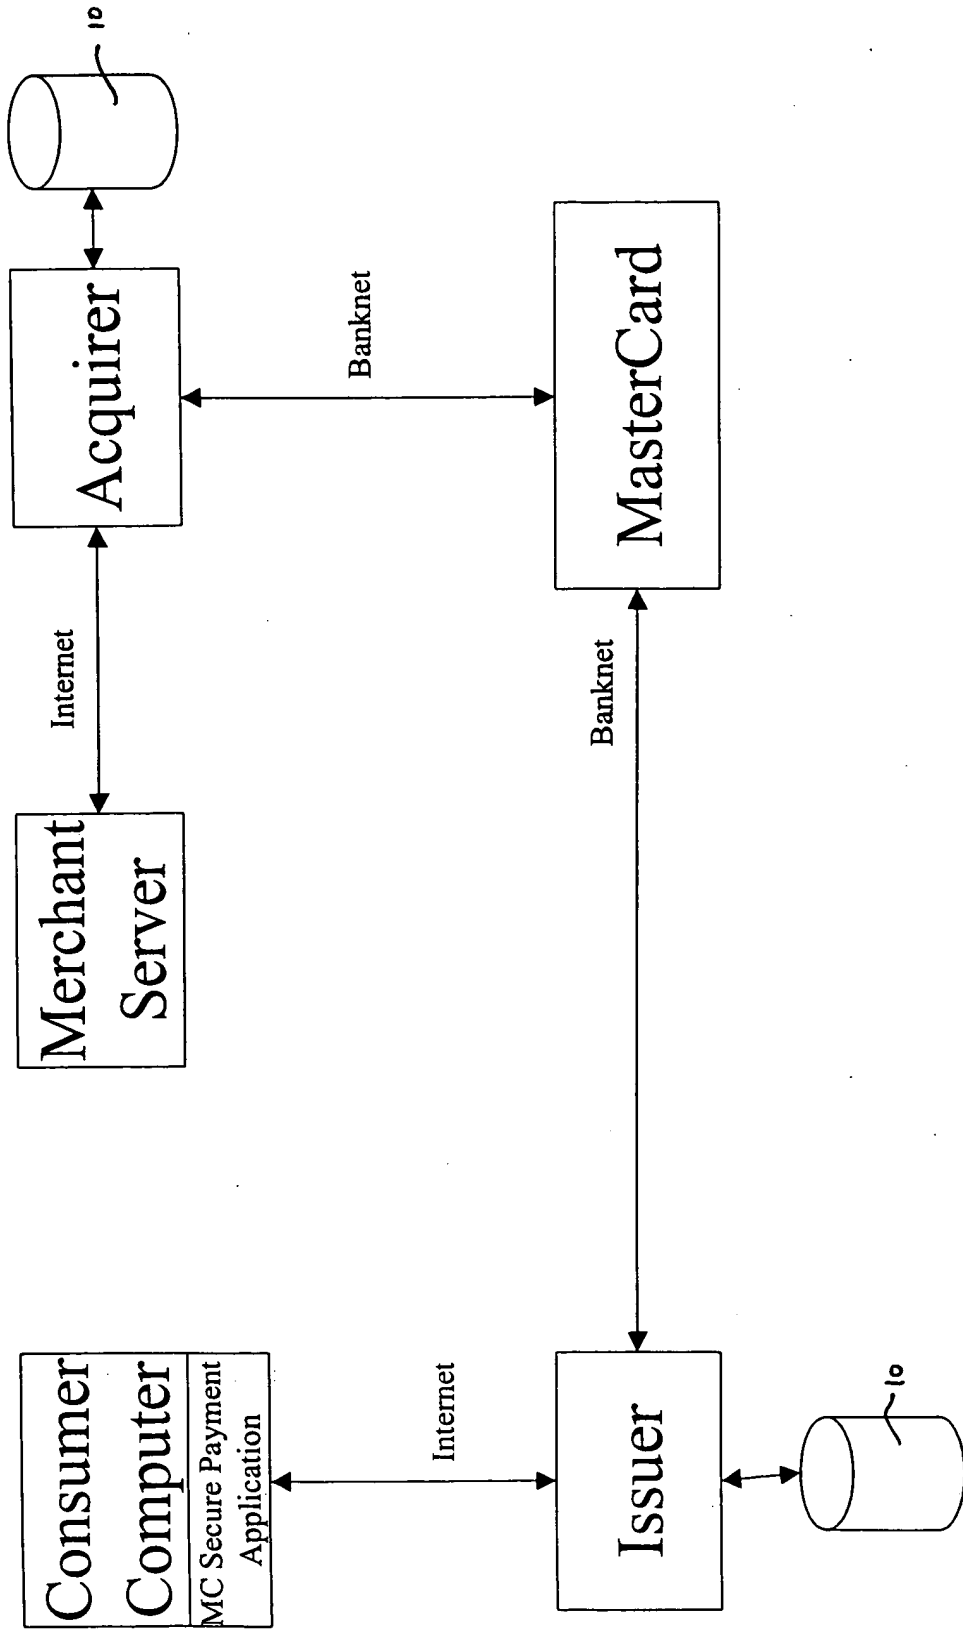 Consumer
Computer
MC Secure Payment
Application
Merchant
Server
Internet
Acquirer
10
Internet
Banknet
Issuer
Banknet
MasterCard
10